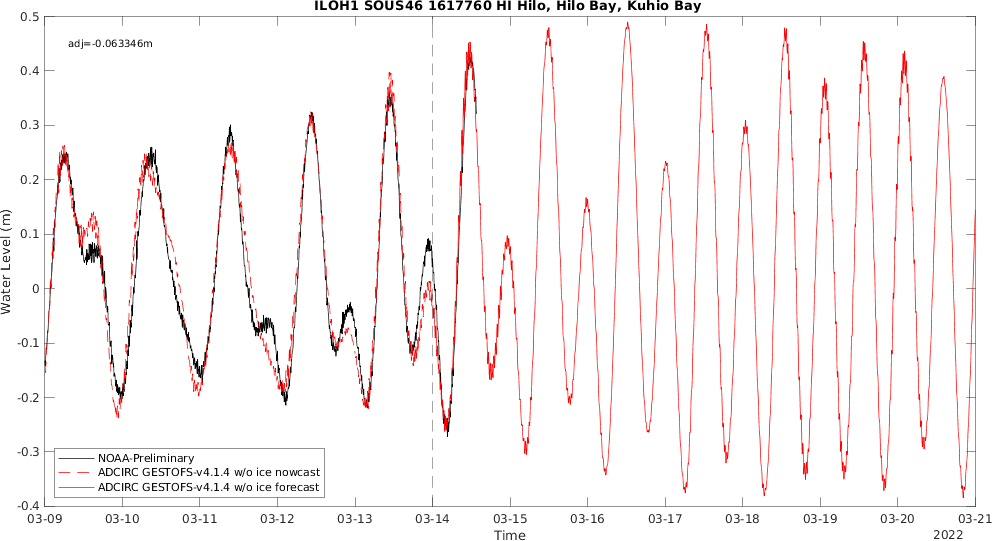 ILOH1 SOUS46 1617760 HI Hilo, Hilo Bay, Kuhio Bay
adj=-0.063346m
0.5
0.4
0.3
0.2
0.1
0
-0.1
-0.2
-0.3
-0.4
Water Level (m)
NOAA-Preliminary
ADCIRC GESTOFS-v4.1.4 w/o ice nowcast
ADCIRC GESTOFS-v4.1.4 w/o ice forecast
03-09 03-10 03-11 03-12 03-13 03-14 03-15 03-16 03-17 03-18 03-19 03-20 03-21
Time
2022